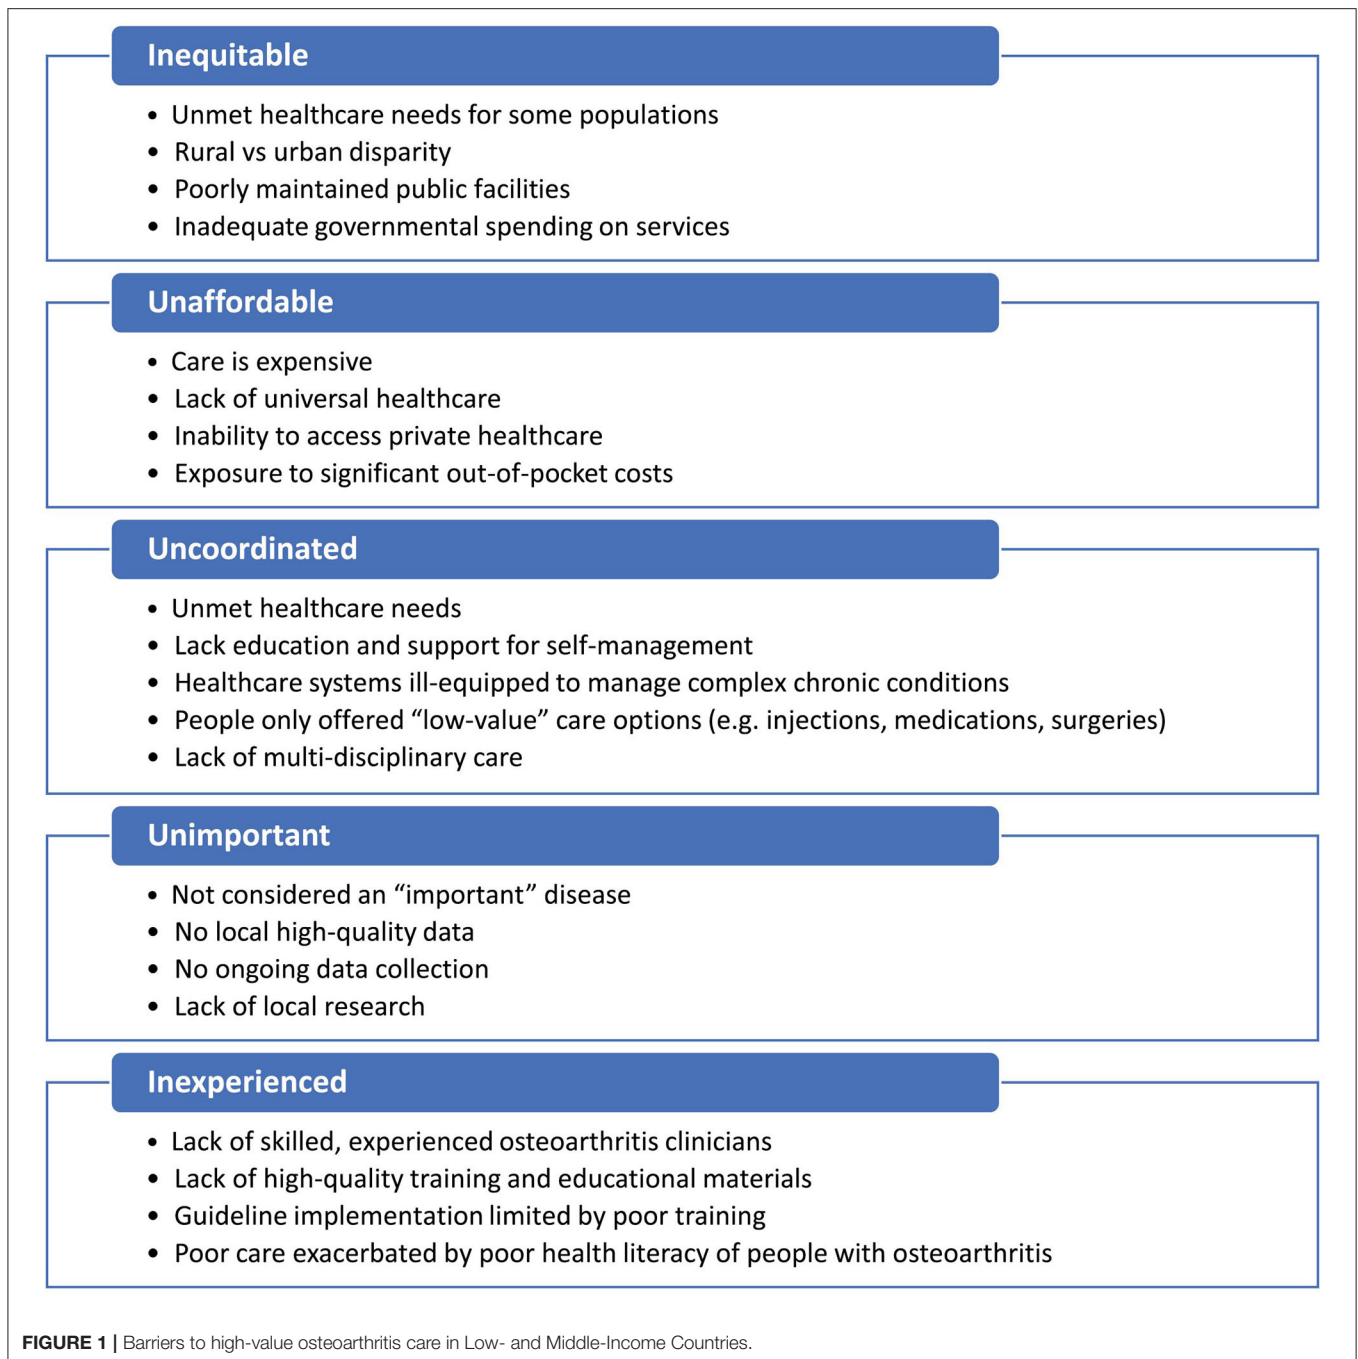 Inequitable
• Unmet healthcare needs for some populations
• Rural vs urban disparity
• Poorly maintained public facilities
• Inadequate governmental spending on services
Unaffordable
• Care is expensive
• Lack of universal healthcare
• Inability to access private healthcare
• Exposure to significant out-of-pocket costs
Uncoordinated
• Unmet healthcare needs
• Lack education and support for self-management
• Healthcare systems ill-equipped to manage complex chronic conditions
• People only offered “low-value” care options (e.g. injections, medications, surgeries)
• Lack of multi-disciplinary care
Unimportant
• Not considered an “important” disease
• No local high-quality data
• No ongoing data collection
• Lack of local research
Inexperienced
• Lack of skilled, experienced osteoarthritis clinicians
• Lack of high-quality training and educational materials
• Guideline implementation limited by poor training
• Poor care exacerbated by poor health literacy of people with osteoarthritis
FIGURE 1 | Barriers to high-value osteoarthritis care in Low- and Middle-Income Countries.